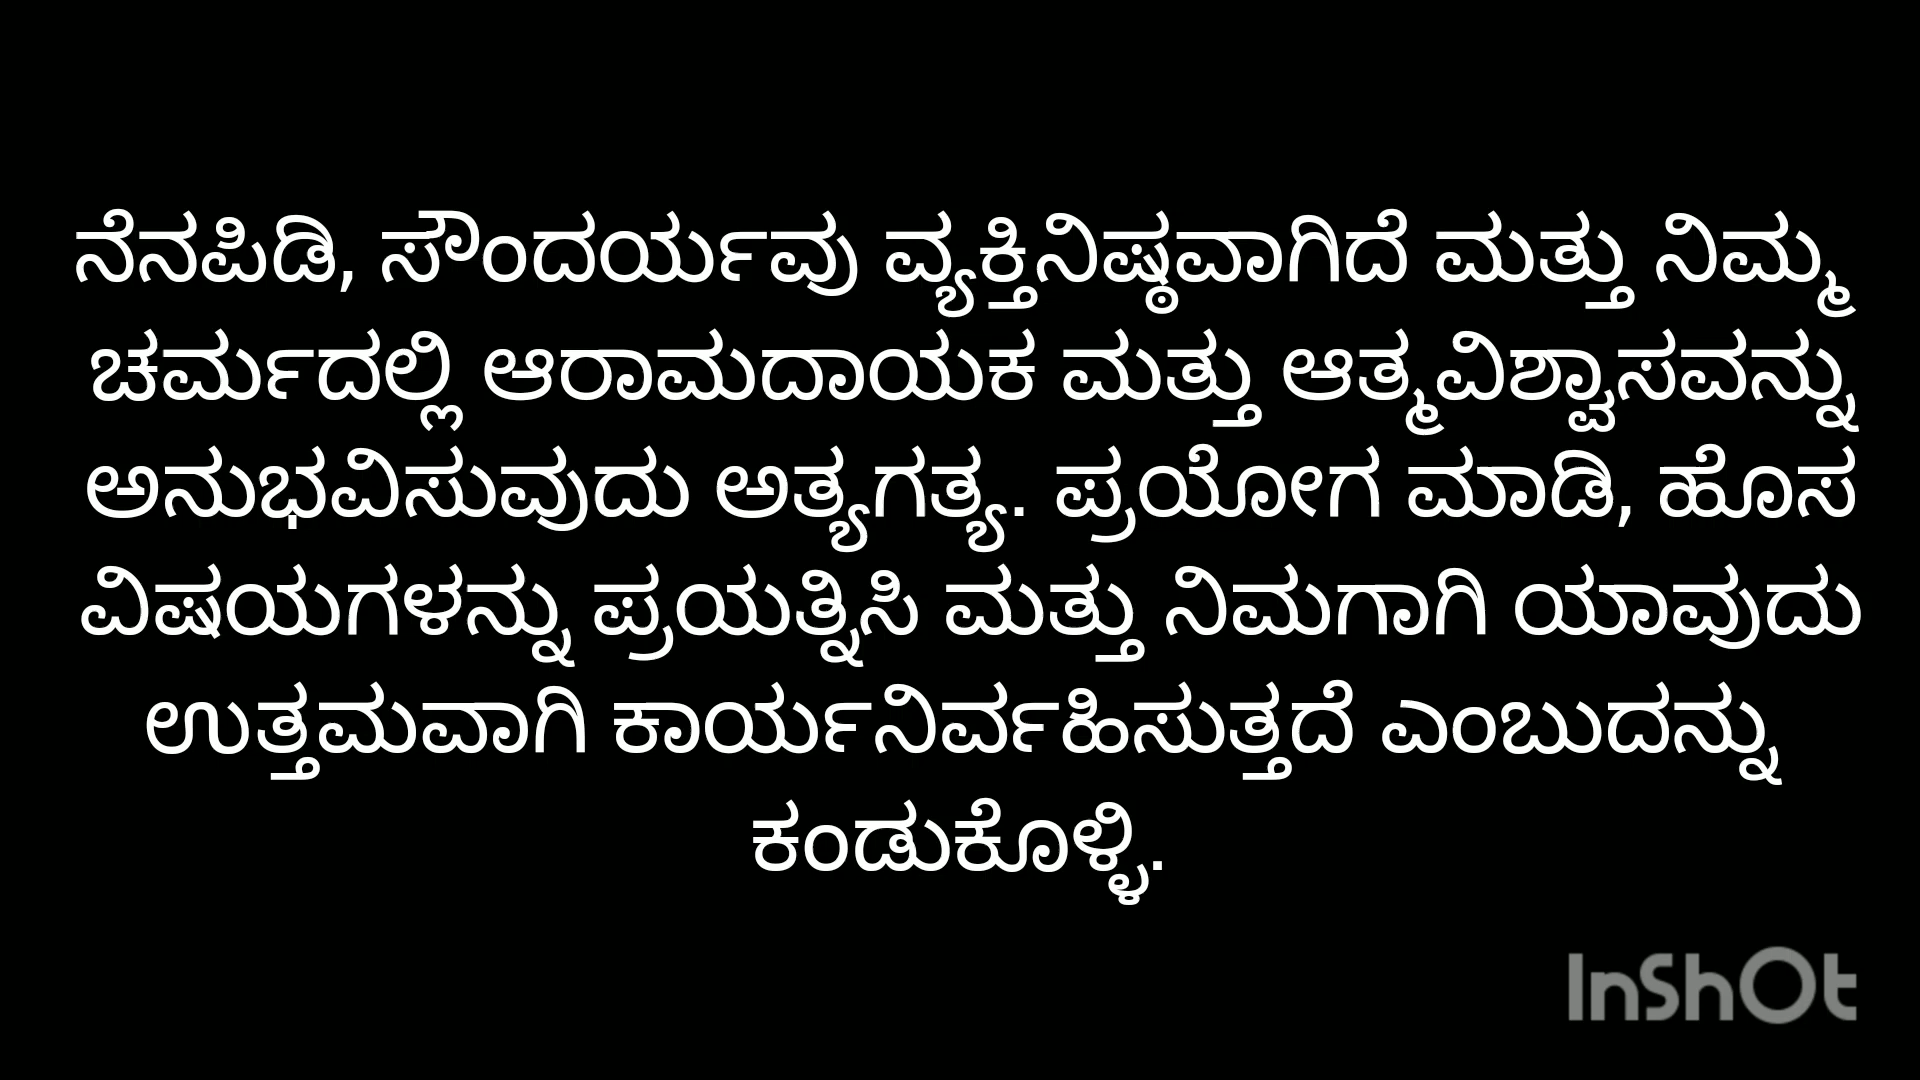 ನೆನಪಿಡಿ, ಸೌಂದರ್ಯವು ವ್ಯಕ್ತಿನಿಷ್ಠವಾಗಿದೆ ಮತ್ತು ನಿಮ್ಮ
ಚರ್ಮದಲ್ಲಿ ಆರಾಮದಾಯಕ ಮತ್ತು ಆತ್ಮವಿಶ್ವಾಸವನ್ನು
ಅನುಭವಿಸುವುದು ಅತ್ಯಗತ್ಯ. ಪ್ರಯೋಗ ಮಾಡಿ, ಹೊಸ
ವಿಷಯಗಳನ್ನು ಪ್ರಯತ್ನಿಸಿ ಮತ್ತು ನಿಮಗಾಗಿ ಯಾವುದು
ಉತ್ತಮವಾಗಿ ಕಾರ್ಯನಿರ್ವಹಿಸುತ್ತದೆ ಎಂಬುದನ್ನು
ಕಂಡುಕೊಳ್ಳಿ.
InShOt